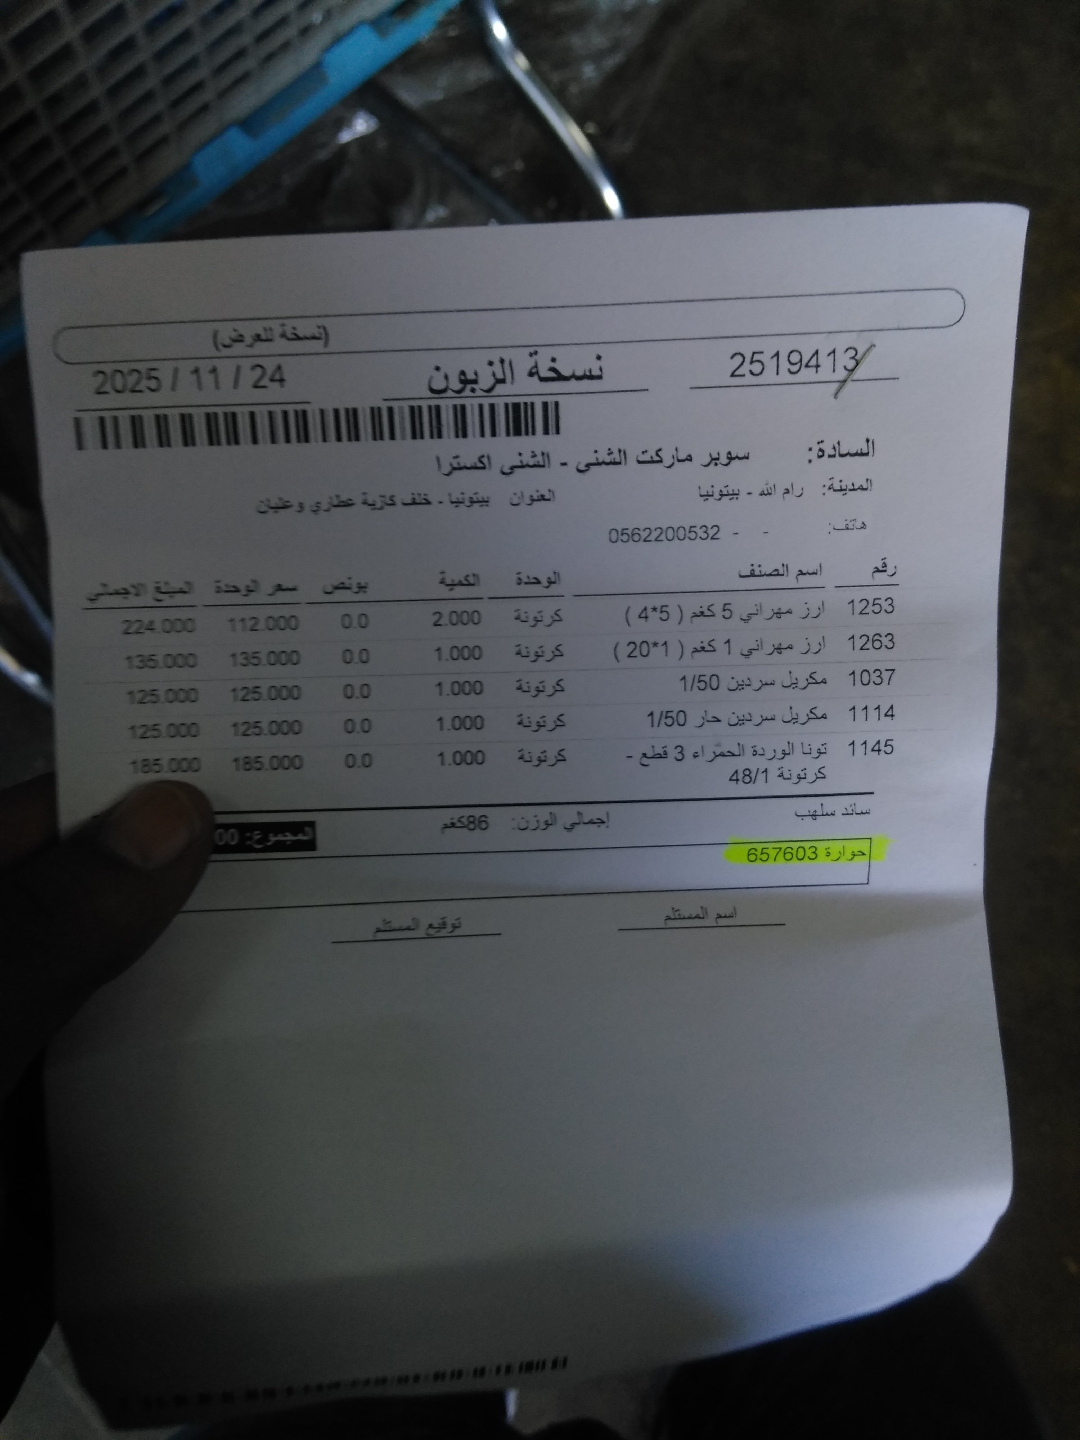 (نسخة للعرض)
2519413 نسخة الزبون 2025 / 11 / 24
السادة: سوبر ماركت الشني - الشني اكسترا
المدينة: رام الله - بيتونيا العنوان بيتونيا - خلف كازية عطاري وعليان
هاتف: - - 0562200532
رقم اسم الصنف الوحدة الكمية بونص سعر الوحدة المبلغ الاجمالي
1253 ارز مهراني 5 كغم ( 5*4 ) كرتونة 2.000 0.0 112.000 224.000
1263 ارز مهراني 1 كغم ( 1*20 ) كرتونة 1.000 0.0 135.000 135.000
1037 مكريل سردين 1/50 كرتونة 1.000 0.0 125.000 125.000
1114 مكريل سردين حار 1/50 كرتونة 1.000 0.0 125.000 125.000
1145 تونا الوردة الحمراء 3 قطع - كرتونة 1.000 0.0 185.000 185.000
كرتونة 48/1
سائد سلهب إجمالي الوزن: 86كغم المجموع: 00
حوارة 657603
اسم المستلم توقيع المستلم